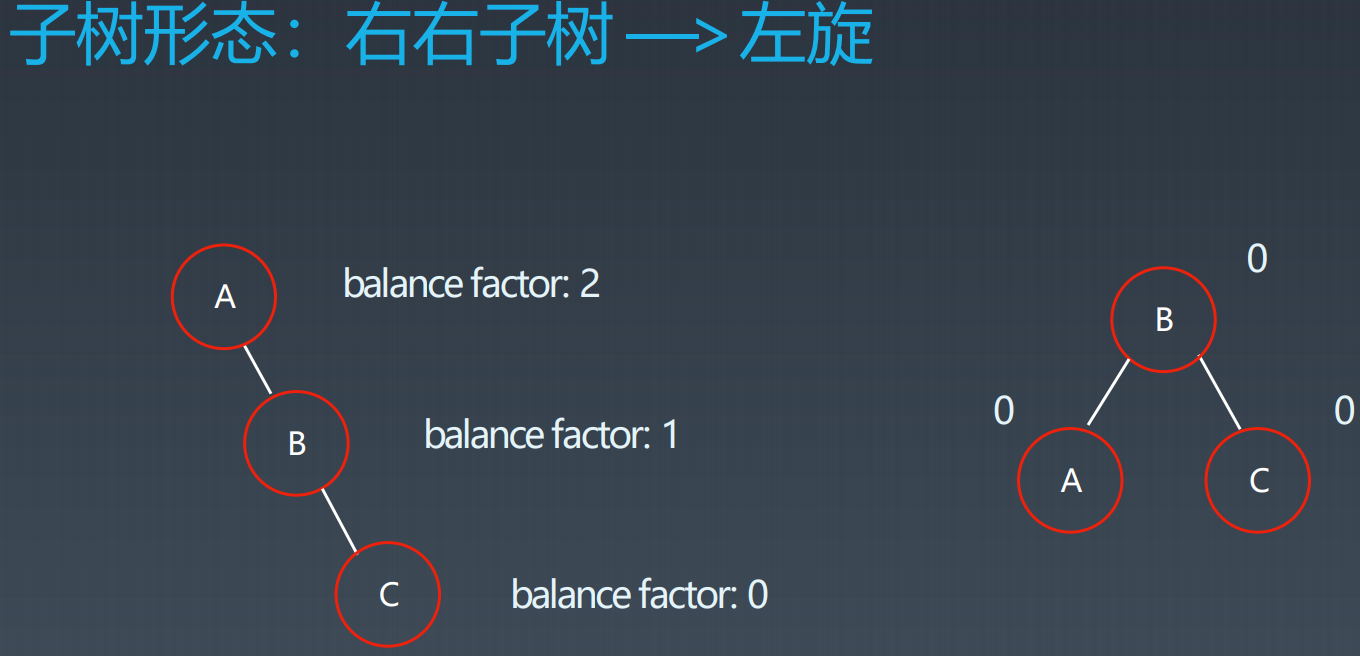 子树形态：右右子树 —> 左旋
0
balance factor: 2
A
B
0
0
balance factor: 1
B
A
C
C
balance factor: 0